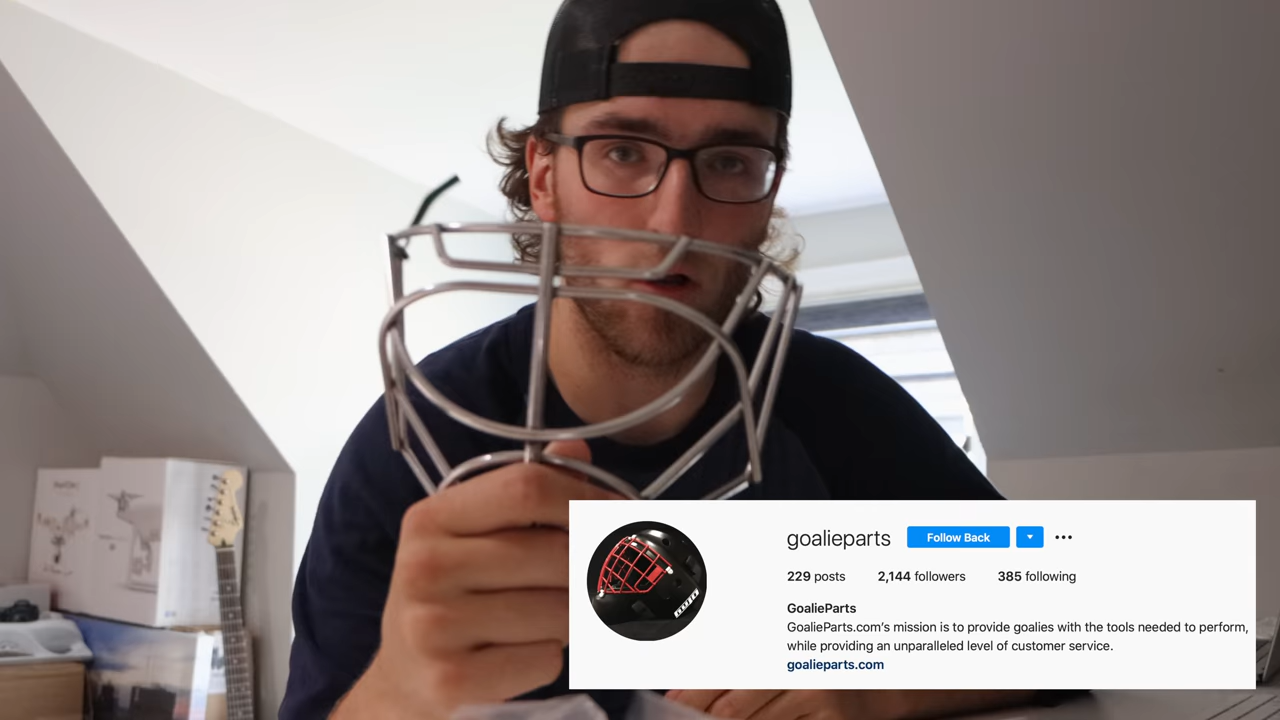 goalieparts Follow Back
229 posts 2,144 followers 385 following
GoalieParts
GoalieParts.com's mission is to provide goalies with the tools needed to perform,
while providing an unparalleled level of customer service.
goalieparts.com